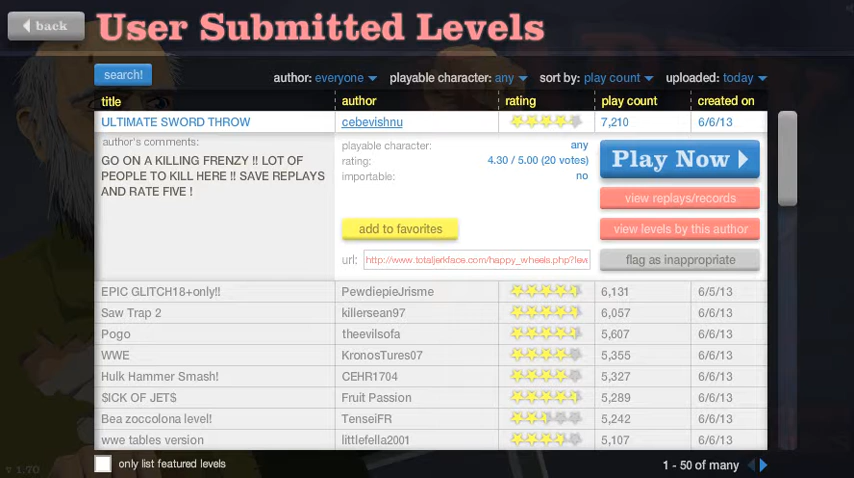 back
User Submitted Levels
search!
author: everyone playable character: any sort by: play count uploaded: today
title author rating play count created on
ULTIMATE SWORD THROW cebevishnu 7,210 6/6/13
author's comments:
GO ON A KILLING FRENZY !! LOT OF
PEOPLE TO KILL HERE !! SAVE REPLAYS
AND RATE FIVE !
playable character: any
rating: 4.30 / 5.00 (20 votes)
importable: no
add to favorites
url: http://www.totaljerkface.com/happy_wheels.php?leve
Play Now
view replays/records
view levels by this author
flag as inappropriate
EPIC GLITCH18+only!! PewdiepieJrisme 6,131 6/5/13
Saw Trap 2 killersean97 6,057 6/6/13
Pogo theevilsofa 5,607 6/6/13
WWE KronosTures07 5,355 6/6/13
Hulk Hammer Smash! CEHR1704 5,327 6/6/13
SICK OF JETS Fruit Passion 5,289 6/6/13
Bea zoccolona level! TenseiFR 5,242 6/6/13
wwe tables version littlefella2001 5,107 6/6/13
only list featured levels
1 - 50 of many
v 1.70